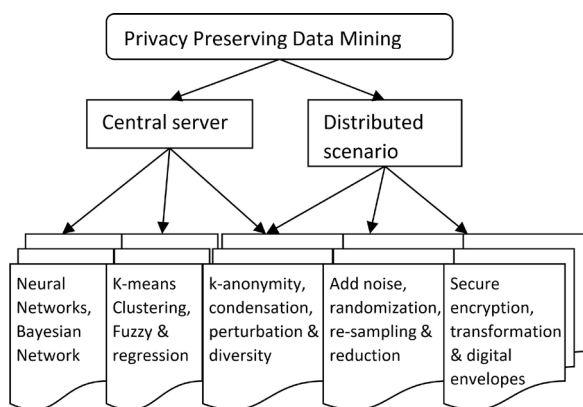 Privacy Preserving Data Mining
Central server
Distributed
scenario
Neural
Networks,
Bayesian
Network
K-means
Clustering,
Fuzzy &
regression
k-anonymity,
condensation,
perturbation &
diversity
Add noise,
randomization,
re-sampling &
reduction
Secure
encryption,
transformation
& digital
envelopes